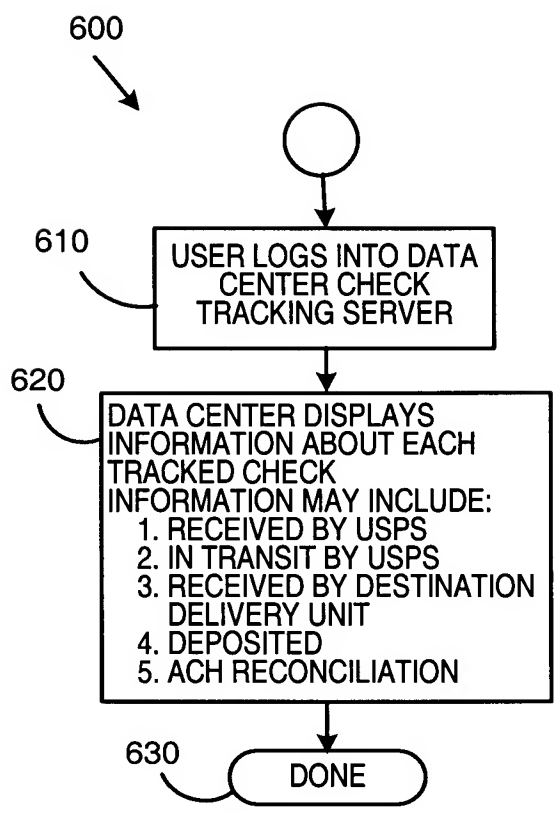 600
610
USER LOGS INTO DATA
CENTER CHECK
TRACKING SERVER
620
DATA CENTER DISPLAYS
INFORMATION ABOUT EACH
TRACKED CHECK
INFORMATION MAY INCLUDE:
1. RECEIVED BY USPS
2. IN TRANSIT BY USPS
3. RECEIVED BY DESTINATION
DELIVERY UNIT
4. DEPOSITED
5. ACH RECONCILIATION
630
DONE